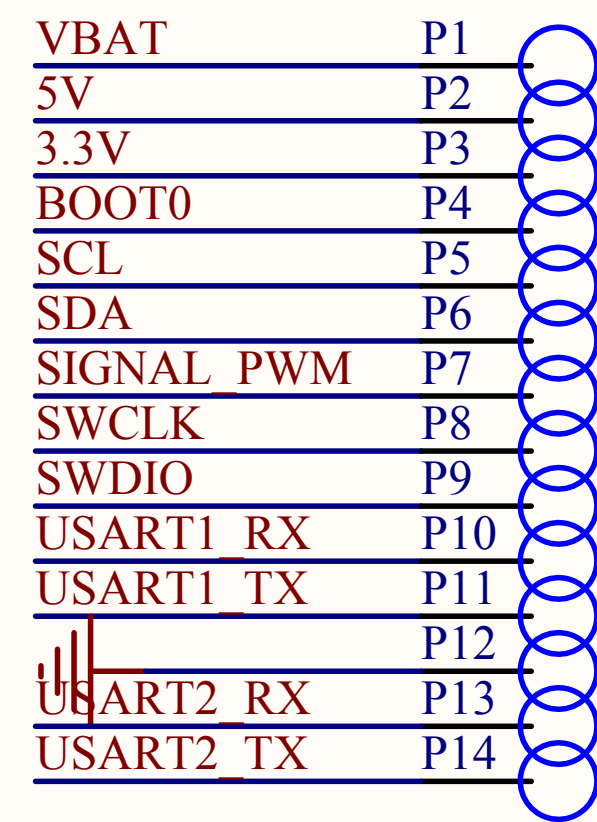 VBAT P1
5V P2
3.3V P3
BOOT0 P4
SCL P5
SDA P6
SIGNAL_PWM P7
SWCLK P8
SWDIO P9
USART1_RX P10
USART1_TX P11
P12
USART2_RX P13
USART2_TX P14